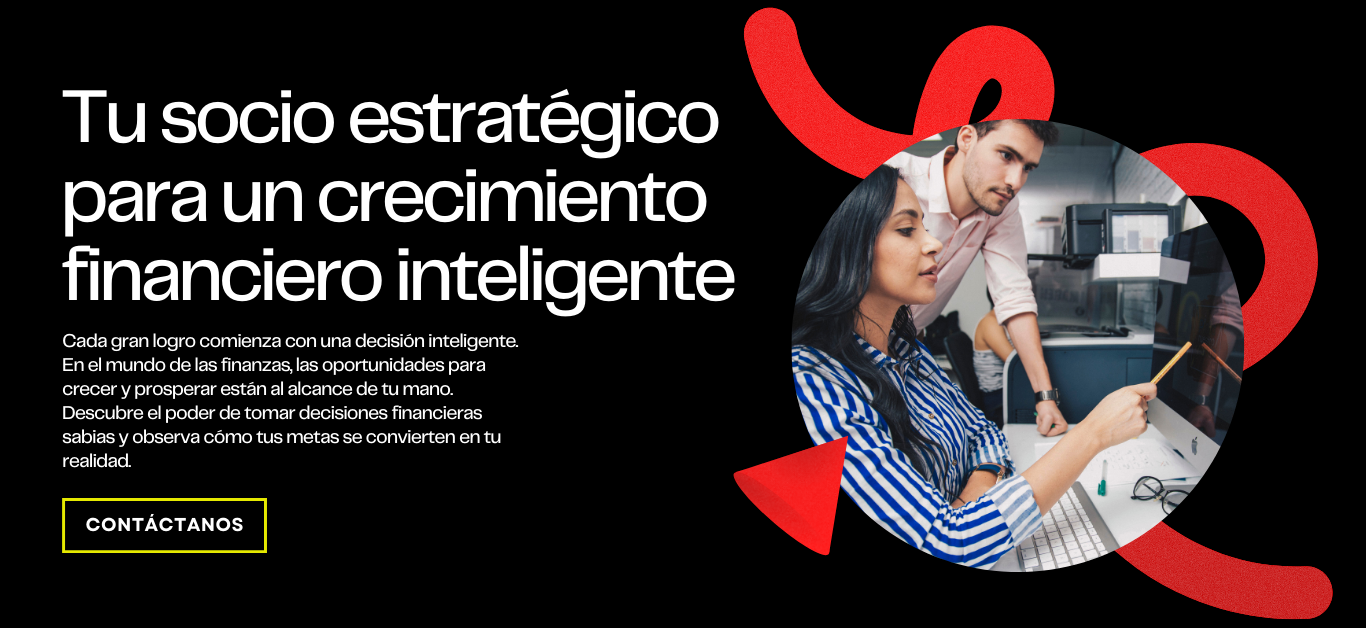 Tu socio estratégico
para un crecimiento
financiero inteligente
Cada gran logro comienza con una decisión inteligente.
En el mundo de las finanzas, las oportunidades para
crecer y prosperar están al alcance de tu mano.
Descubre el poder de tomar decisiones financieras
sabias y observa cómo tus metas se convierten en tu
realidad.
CONTÁCTANOS